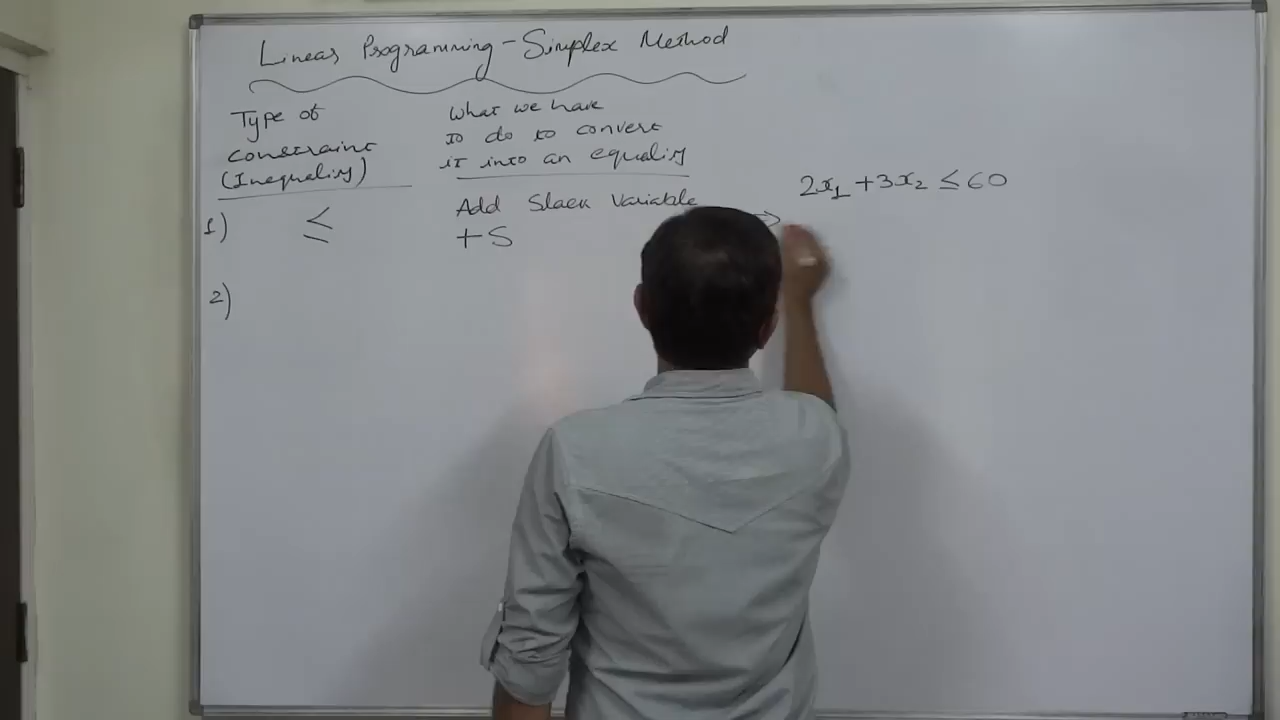 Linear Programming - Simplex Method
Type of
constraint
(Inequality)
What we have
to do to convert
it into an equality
1)
≤
Add Slack Variable
+S
⇒
2x₁ + 3x₂ ≤ 60
2)